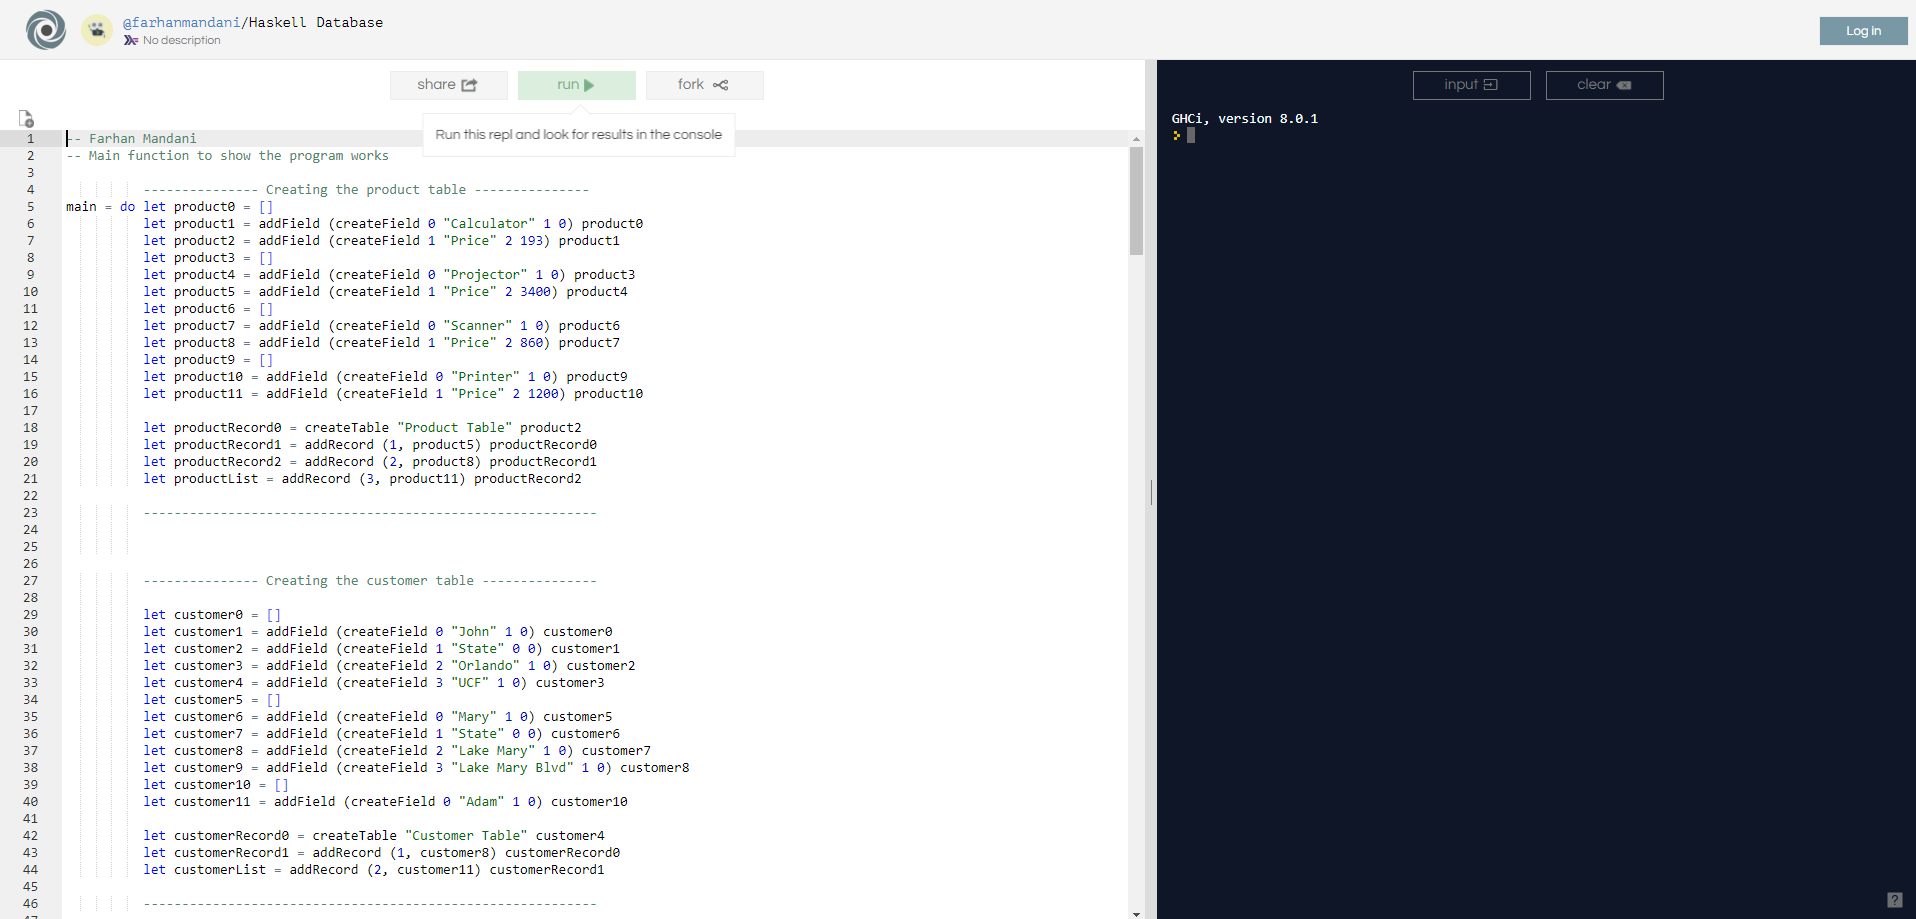 @farhanmandani/Haskell Database
No description
Log in
share
run
fork
input
clear
Run this repl and look for results in the console
1 -- Farhan Mandani
2 -- Main function to show the program works
3
4 --------------- Creating the product table ---------------
5 main = do let product0 = []
6 let product1 = addField (createField 0 "Calculator" 1 0) product0
7 let product2 = addField (createField 1 "Price" 2 193) product1
8 let product3 = []
9 let product4 = addField (createField 0 "Projector" 1 0) product3
10 let product5 = addField (createField 1 "Price" 2 3400) product4
11 let product6 = []
12 let product7 = addField (createField 0 "Scanner" 1 0) product6
13 let product8 = addField (createField 1 "Price" 2 860) product7
14 let product9 = []
15 let product10 = addField (createField 0 "Printer" 1 0) product9
16 let product11 = addField (createField 1 "Price" 2 1200) product10
17
18 let productRecord0 = createTable "Product Table" product2
19 let productRecord1 = addRecord (1, product5) productRecord0
20 let productRecord2 = addRecord (2, product8) productRecord1
21 let productList = addRecord (3, product11) productRecord2
22
23 -----------------------------------------------------------
24
25
26
27 --------------- Creating the customer table ---------------
28
29 let customer0 = []
30 let customer1 = addField (createField 0 "John" 1 0) customer0
31 let customer2 = addField (createField 1 "State" 0 0) customer1
32 let customer3 = addField (createField 2 "Orlando" 1 0) customer2
33 let customer4 = addField (createField 3 "UCF" 1 0) customer3
34 let customer5 = []
35 let customer6 = addField (createField 0 "Mary" 1 0) customer5
36 let customer7 = addField (createField 1 "State" 0 0) customer6
37 let customer8 = addField (createField 2 "Lake Mary" 1 0) customer7
38 let customer9 = addField (createField 3 "Lake Mary Blvd" 1 0) customer8
39 let customer10 = []
40 let customer11 = addField (createField 0 "Adam" 1 0) customer10
41
42 let customerRecord0 = createTable "Customer Table" customer4
43 let customerRecord1 = addRecord (1, customer8) customerRecord0
44 let customerList = addRecord (2, customer11) customerRecord1
45
46 -----------------------------------------------------------
47
GHCi, version 8.0.1
>
?